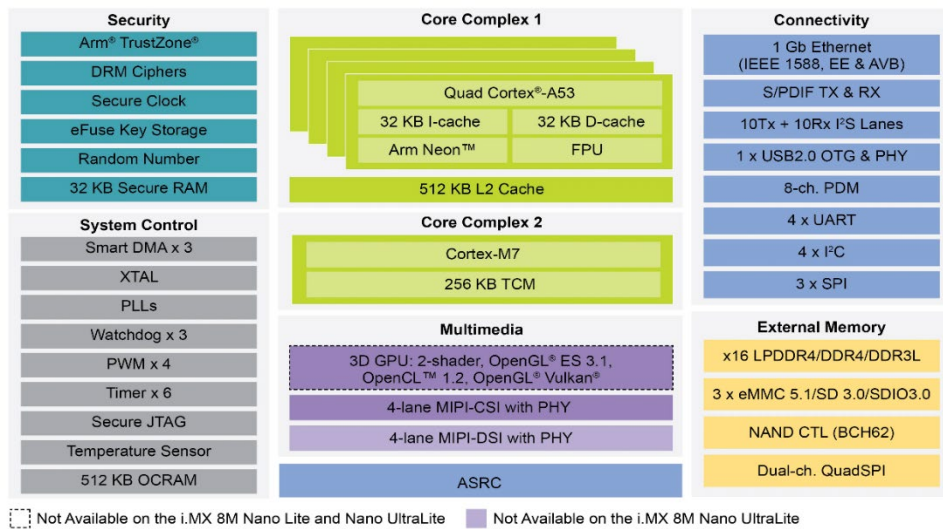 Security
Arm® TrustZone®
DRM Ciphers
Secure Clock
eFuse Key Storage
Random Number
32 KB Secure RAM
System Control
Smart DMA x 3
XTAL
PLLs
Watchdog x 3
PWM x 4
Timer x 6
Secure JTAG
Temperature Sensor
512 KB OCRAM
Core Complex 1
Quad Cortex®-A53
32 KB I-cache
32 KB D-cache
Arm Neon™
FPU
512 KB L2 Cache
Core Complex 2
Cortex-M7
256 KB TCM
Multimedia
3D GPU: 2-shader, OpenGL® ES 3.1,
OpenCL™ 1.2, OpenGL® Vulkan®
4-lane MIPI-CSI with PHY
4-lane MIPI-DSI with PHY
ASRC
Connectivity
1 Gb Ethernet
(IEEE 1588, EE & AVB)
S/PDIF TX & RX
10Tx + 10Rx I²S Lanes
1 x USB2.0 OTG & PHY
8-ch. PDM
4 x UART
4 x I²C
3 x SPI
External Memory
x16 LPDDR4/DDR4/DDR3L
3 x eMMC 5.1/SD 3.0/SDIO3.0
NAND CTL (BCH62)
Dual-ch. QuadSPI
Not Available on the i.MX 8M Nano Lite and Nano UltraLite
Not Available on the i.MX 8M Nano UltraLite